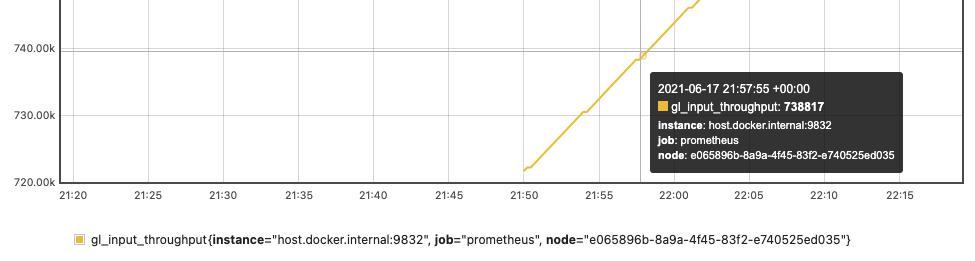 740.00k
2021-06-17 21:57:55 +00:00
gl_input_throughput: 738817
730.00k
instance: host.docker.internal:9832
job: prometheus
node: e065896b-8a9a-4f45-83f2-e740525ed035
720.00k
21:20 21:25 21:30 21:35 21:40 21:45 21:50 21:55 22:00 22:05 22:10 22:15
gl_input_throughput{instance="host.docker.internal:9832", job="prometheus", node="e065896b-8a9a-4f45-83f2-e740525ed035"}